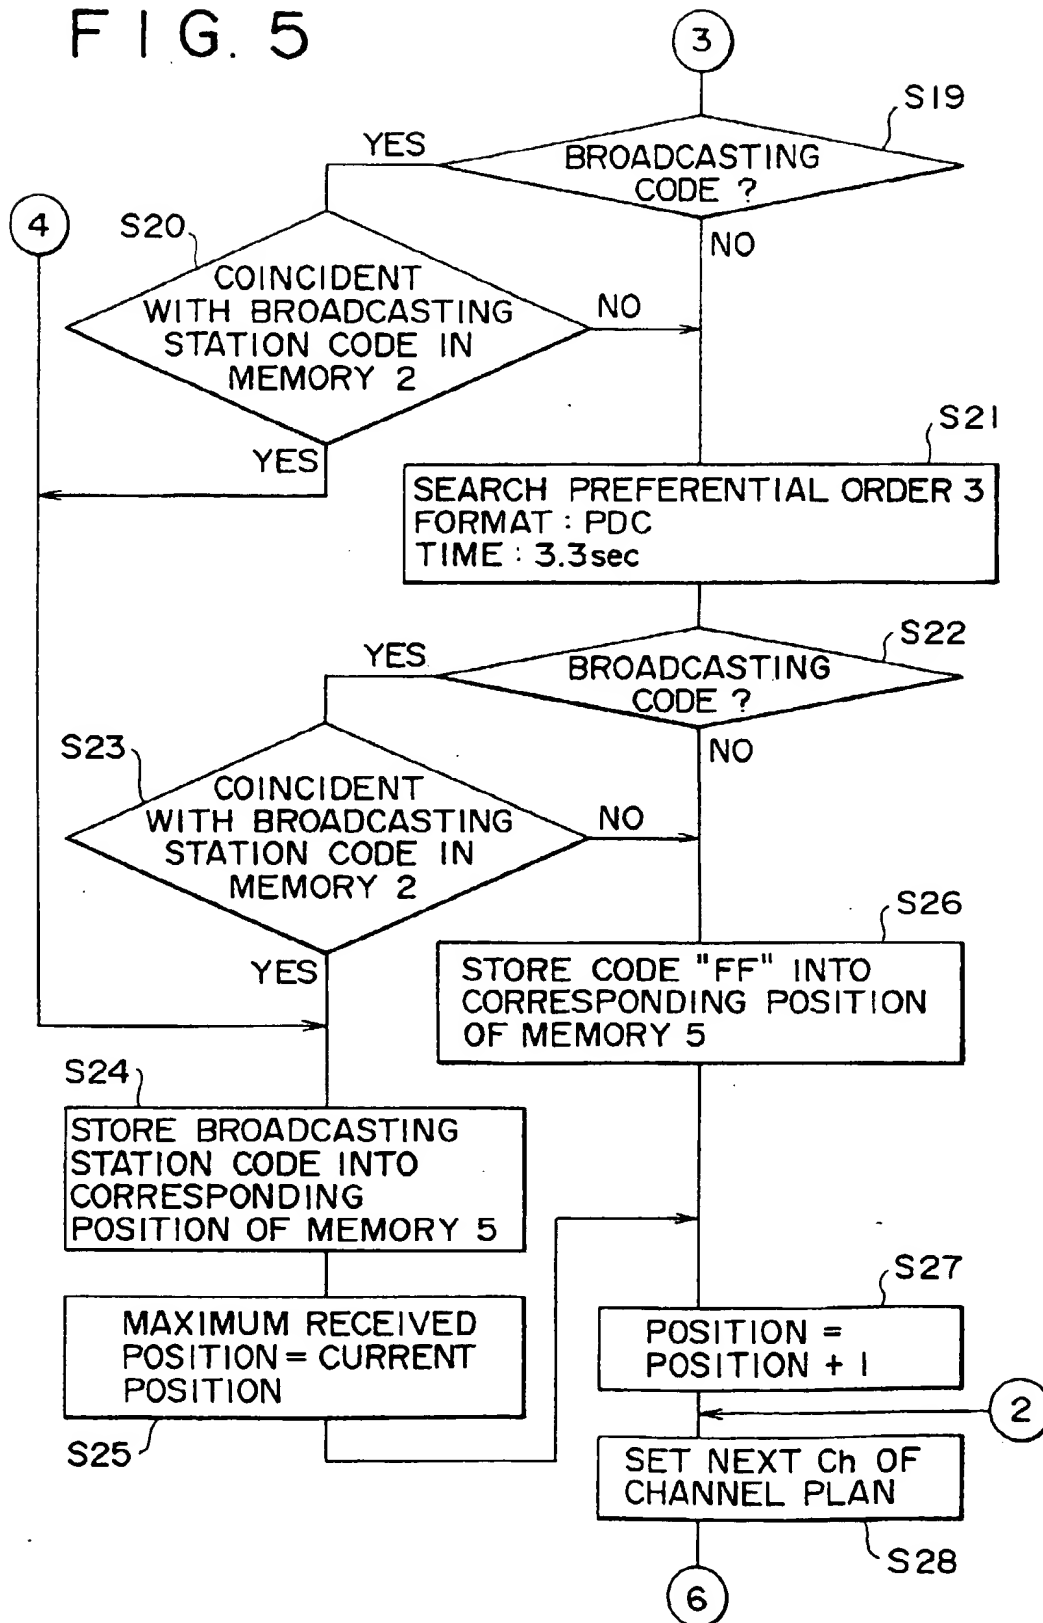 FIG. 5
3
S19
YES
BROADCASTING
CODE ?
4
S20
NO
COINCIDENT
WITH BROADCASTING
STATION CODE IN
MEMORY 2
NO
YES
S21
SEARCH PREFERENTIAL ORDER 3
FORMAT : PDC
TIME : 3.3sec
S22
YES
BROADCASTING
CODE ?
S23
NO
COINCIDENT
WITH BROADCASTING
STATION CODE IN
MEMORY 2
NO
YES
S26
STORE CODE "FF" INTO
CORRESPONDING POSITION
OF MEMORY 5
S24
STORE BROADCASTING
STATION CODE INTO
CORRESPONDING
POSITION OF MEMORY 5
S27
MAXIMUM RECEIVED
POSITION = CURRENT
POSITION
S25
POSITION =
POSITION + 1
2
SET NEXT Ch OF
CHANNEL PLAN
S28
6